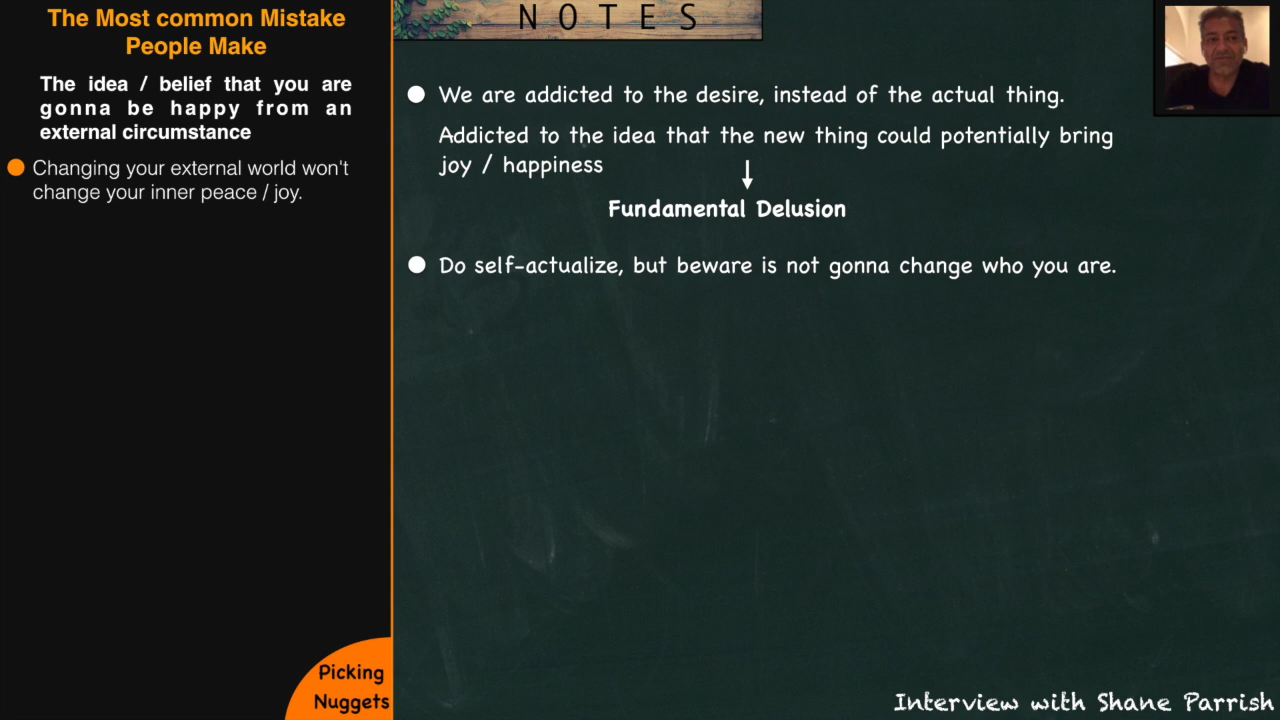 The Most common Mistake
People Make
The idea / belief that you are
gonna be happy from an
external circumstance
Changing your external world won't
change your inner peace / joy.
Picking
Nuggets
NOTES
We are addicted to the desire, instead of the actual thing.
Addicted to the idea that the new thing could potentially bring
joy / happiness
Fundamental Delusion
Do self-actualize, but beware is not gonna change who you are.
Interview with Shane Parrish